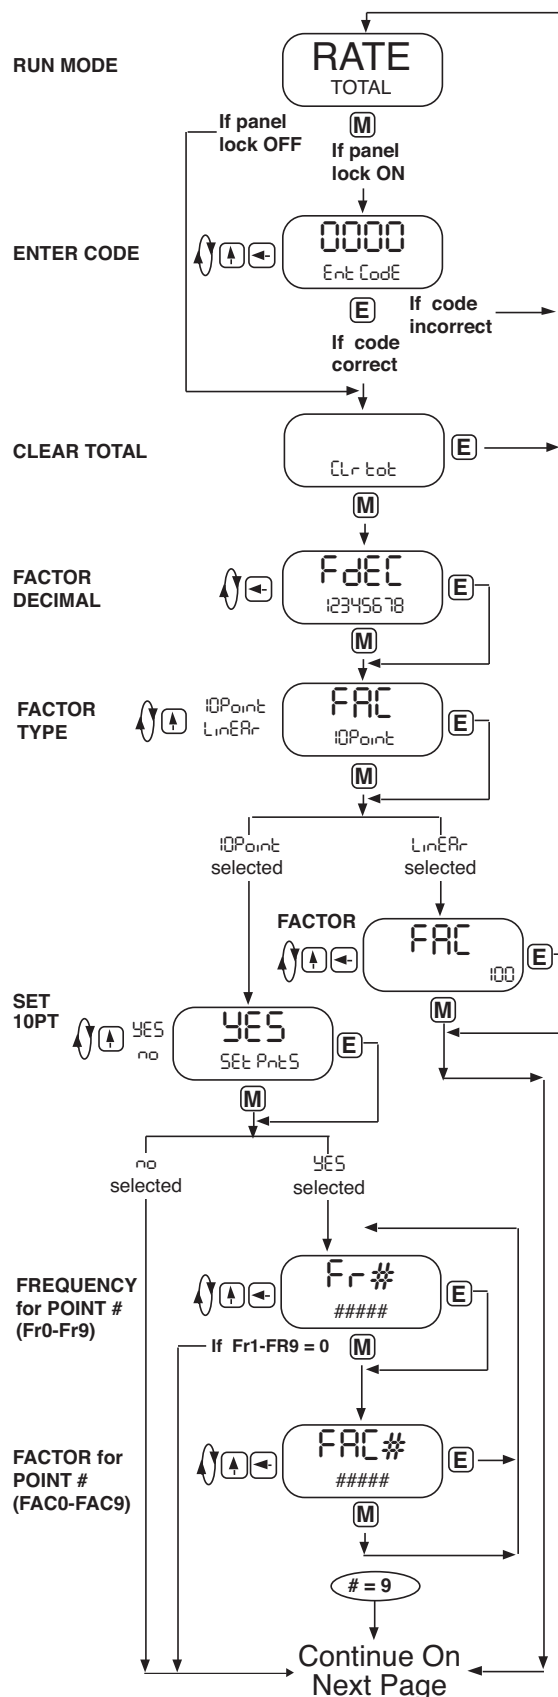 RUN MODE
RATE
TOTAL
M
If panel
lock OFF
If panel
lock ON
ENTER CODE
0000
Ent CodE
E
If code
incorrect
If code
correct
CLEAR TOTAL
CLr tot
E
M
FACTOR
DECIMAL
FdEC
12345678
E
M
FACTOR
TYPE
10Point
LinEAr
FAC
10Point
E
M
10Point
selected
LinEAr
selected
FACTOR
FAC
100
E
M
SET
10PT
YES
no
YES
SEt PntS
E
M
no
selected
YES
selected
FREQUENCY
for POINT #
(Fr0-Fr9)
Fr#
#####
E
If Fr1-FR9 = 0
M
FACTOR for
POINT #
(FAC0-FAC9)
FAC#
#####
E
M
# = 9
Continue On
Next Page